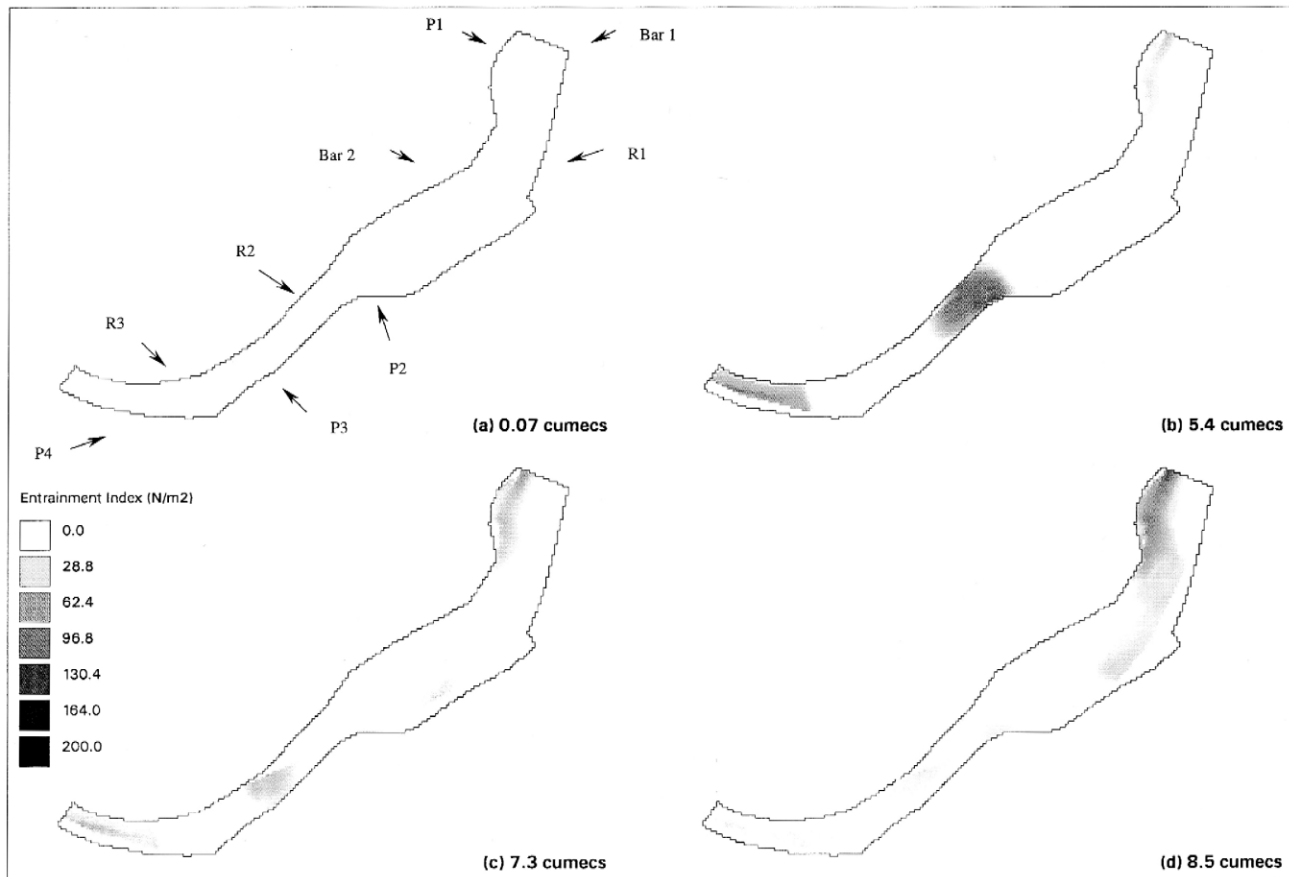 P1
Bar 1
Bar 2
R1
R2
R3
P2
P3
P4
(a) 0.07 cumecs
(b) 5.4 cumecs
Entrainment Index (N/m2)
0.0
28.8
62.4
96.8
130.4
164.0
200.0
(c) 7.3 cumecs
(d) 8.5 cumecs